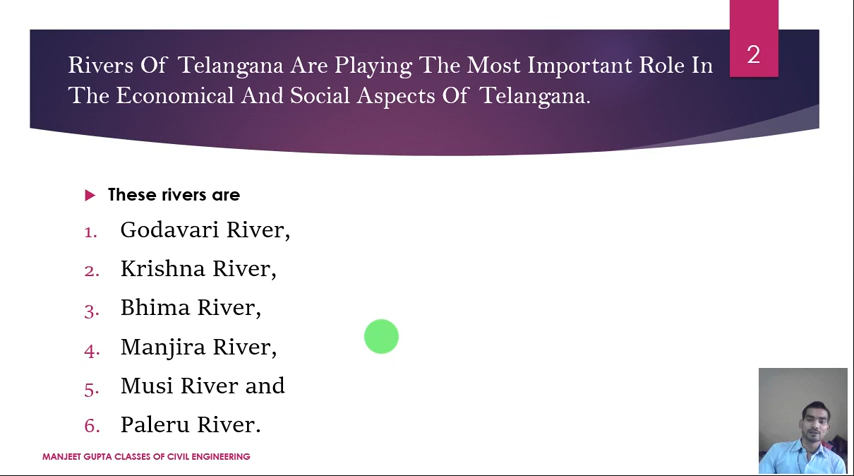 Rivers Of Telangana Are Playing The Most Important Role In
The Economical And Social Aspects Of Telangana.
2
These rivers are
1. Godavari River,
2. Krishna River,
3. Bhima River,
4. Manjira River,
5. Musi River and
6. Paleru River.
MANJEET GUPTA CLASSES OF CIVIL ENGINEERING